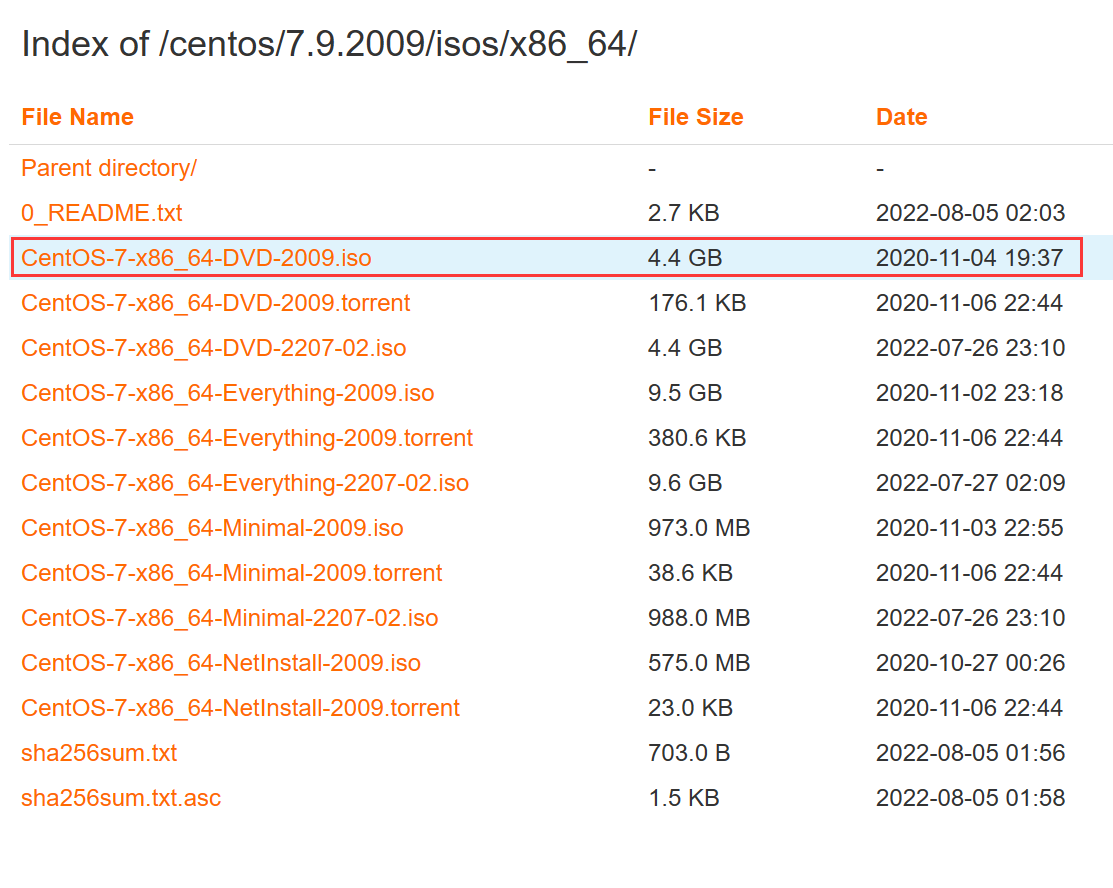 Index of /centos/7.9.2009/isos/x86_64/
File Name File Size Date
Parent directory/ - -
0_README.txt 2.7 KB 2022-08-05 02:03
CentOS-7-x86_64-DVD-2009.iso 4.4 GB 2020-11-04 19:37
CentOS-7-x86_64-DVD-2009.torrent 176.1 KB 2020-11-06 22:44
CentOS-7-x86_64-DVD-2207-02.iso 4.4 GB 2022-07-26 23:10
CentOS-7-x86_64-Everything-2009.iso 9.5 GB 2020-11-02 23:18
CentOS-7-x86_64-Everything-2009.torrent 380.6 KB 2020-11-06 22:44
CentOS-7-x86_64-Everything-2207-02.iso 9.6 GB 2022-07-27 02:09
CentOS-7-x86_64-Minimal-2009.iso 973.0 MB 2020-11-03 22:55
CentOS-7-x86_64-Minimal-2009.torrent 38.6 KB 2020-11-06 22:44
CentOS-7-x86_64-Minimal-2207-02.iso 988.0 MB 2022-07-26 23:10
CentOS-7-x86_64-NetInstall-2009.iso 575.0 MB 2020-10-27 00:26
CentOS-7-x86_64-NetInstall-2009.torrent 23.0 KB 2020-11-06 22:44
sha256sum.txt 703.0 B 2022-08-05 01:56
sha256sum.txt.asc 1.5 KB 2022-08-05 01:58